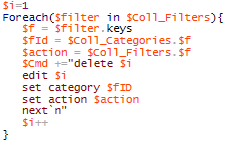 $i=1
Foreach($filter in $Coll_Filters){
$f = $filter.keys
$fId = $Coll_Categories.$f
$action = $Coll_Filters.$f
$Cmd +="delete $i
edit $i
set category $fID
set action $action
next`n"
$i++
}